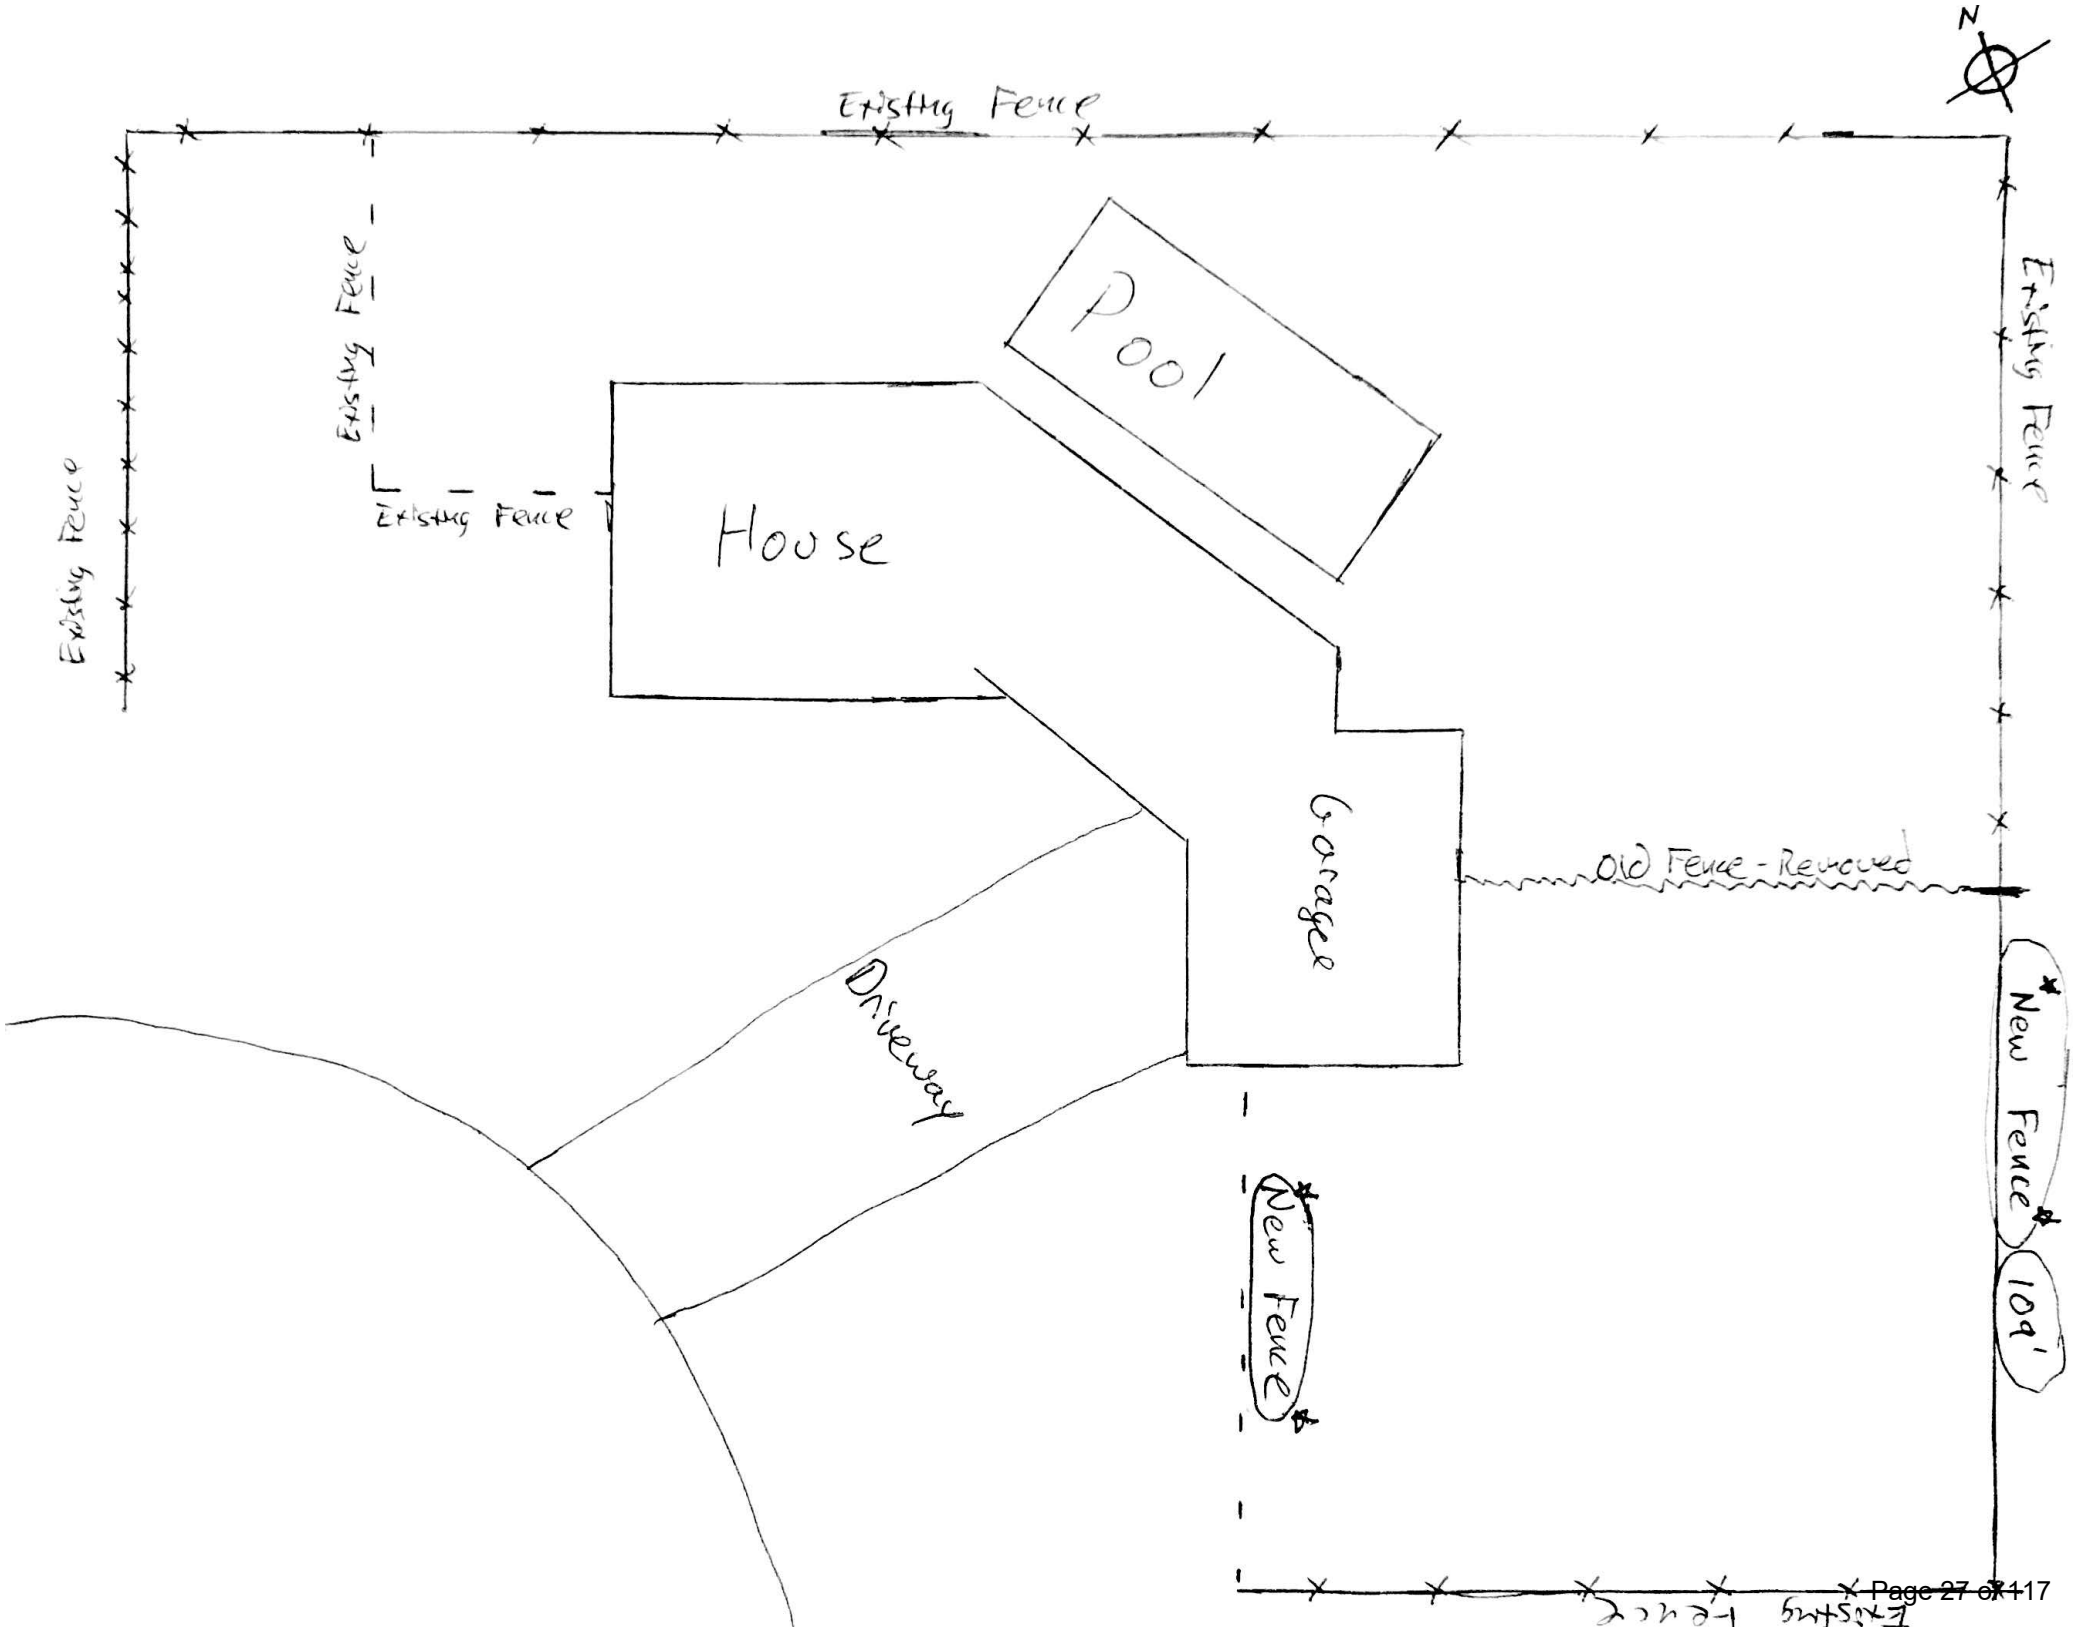 N
Existing Fence
Existing Fence
Existing Fence
Existing Fence
Existing Fence
Pool
House
Garage
Old Fence-Removed
Driveway
New Fence
109'
New Fence
Page 27 of 117
Existing Fence